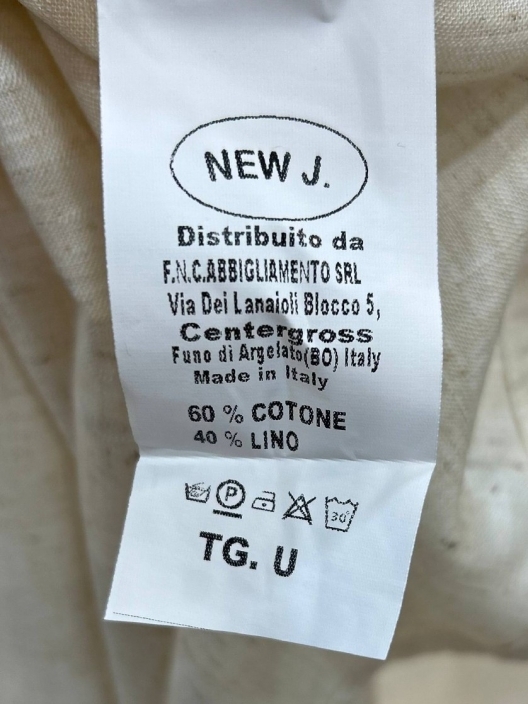 NEW J.
Distribuito da
F.N.C.ABBIGLIAMENTO SRL
Via Dei Lanaioli Blocco 5,
Centergross
Funo di Argelato(BO) Italy
Made in Italy
60 % COTONE
40 % LINO
P 30°
TG. U